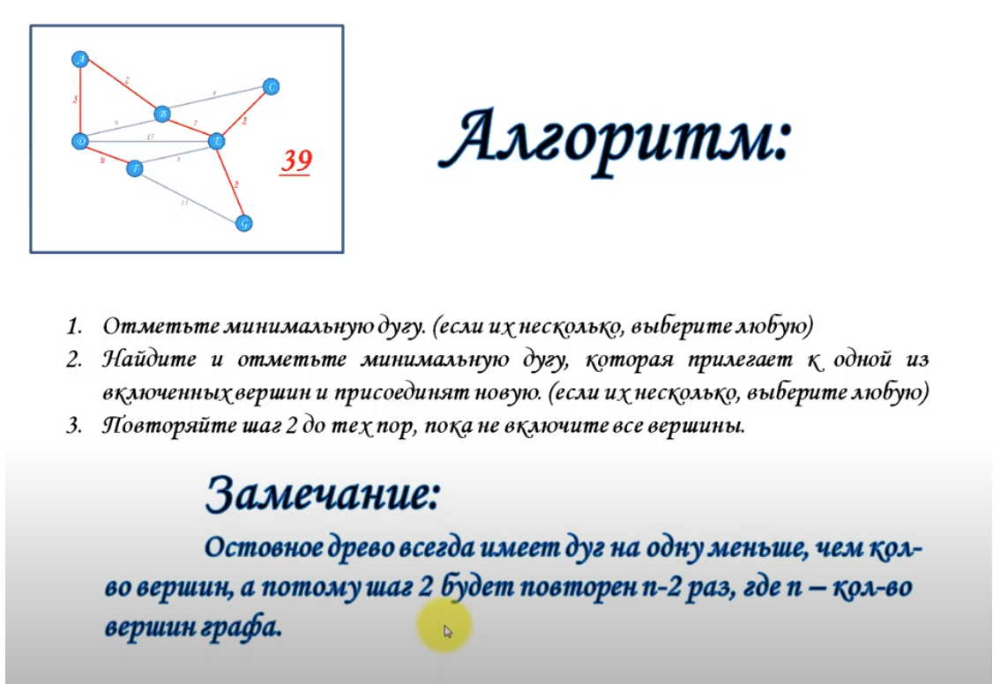 A
7
C
8
5
B
9
7
5
D
15
E
39
6
F
8
9
11
G
Алгоритм:
1. Отметьте минимальную дугу. (если их несколько, выберите любую)
2. Найдите и отметьте минимальную дугу, которая прилегает к одной из
включенных вершин и присоединят новую. (если их несколько, выберите любую)
3. Повторяйте шаг 2 до тех пор, пока не включите все вершины.
Замечание:
Остовное древо всегда имеет дуг на одну меньше, чем кол-
во вершин, а потому шаг 2 будет повторен n-2 раз, где n – кол-во
вершин графа.